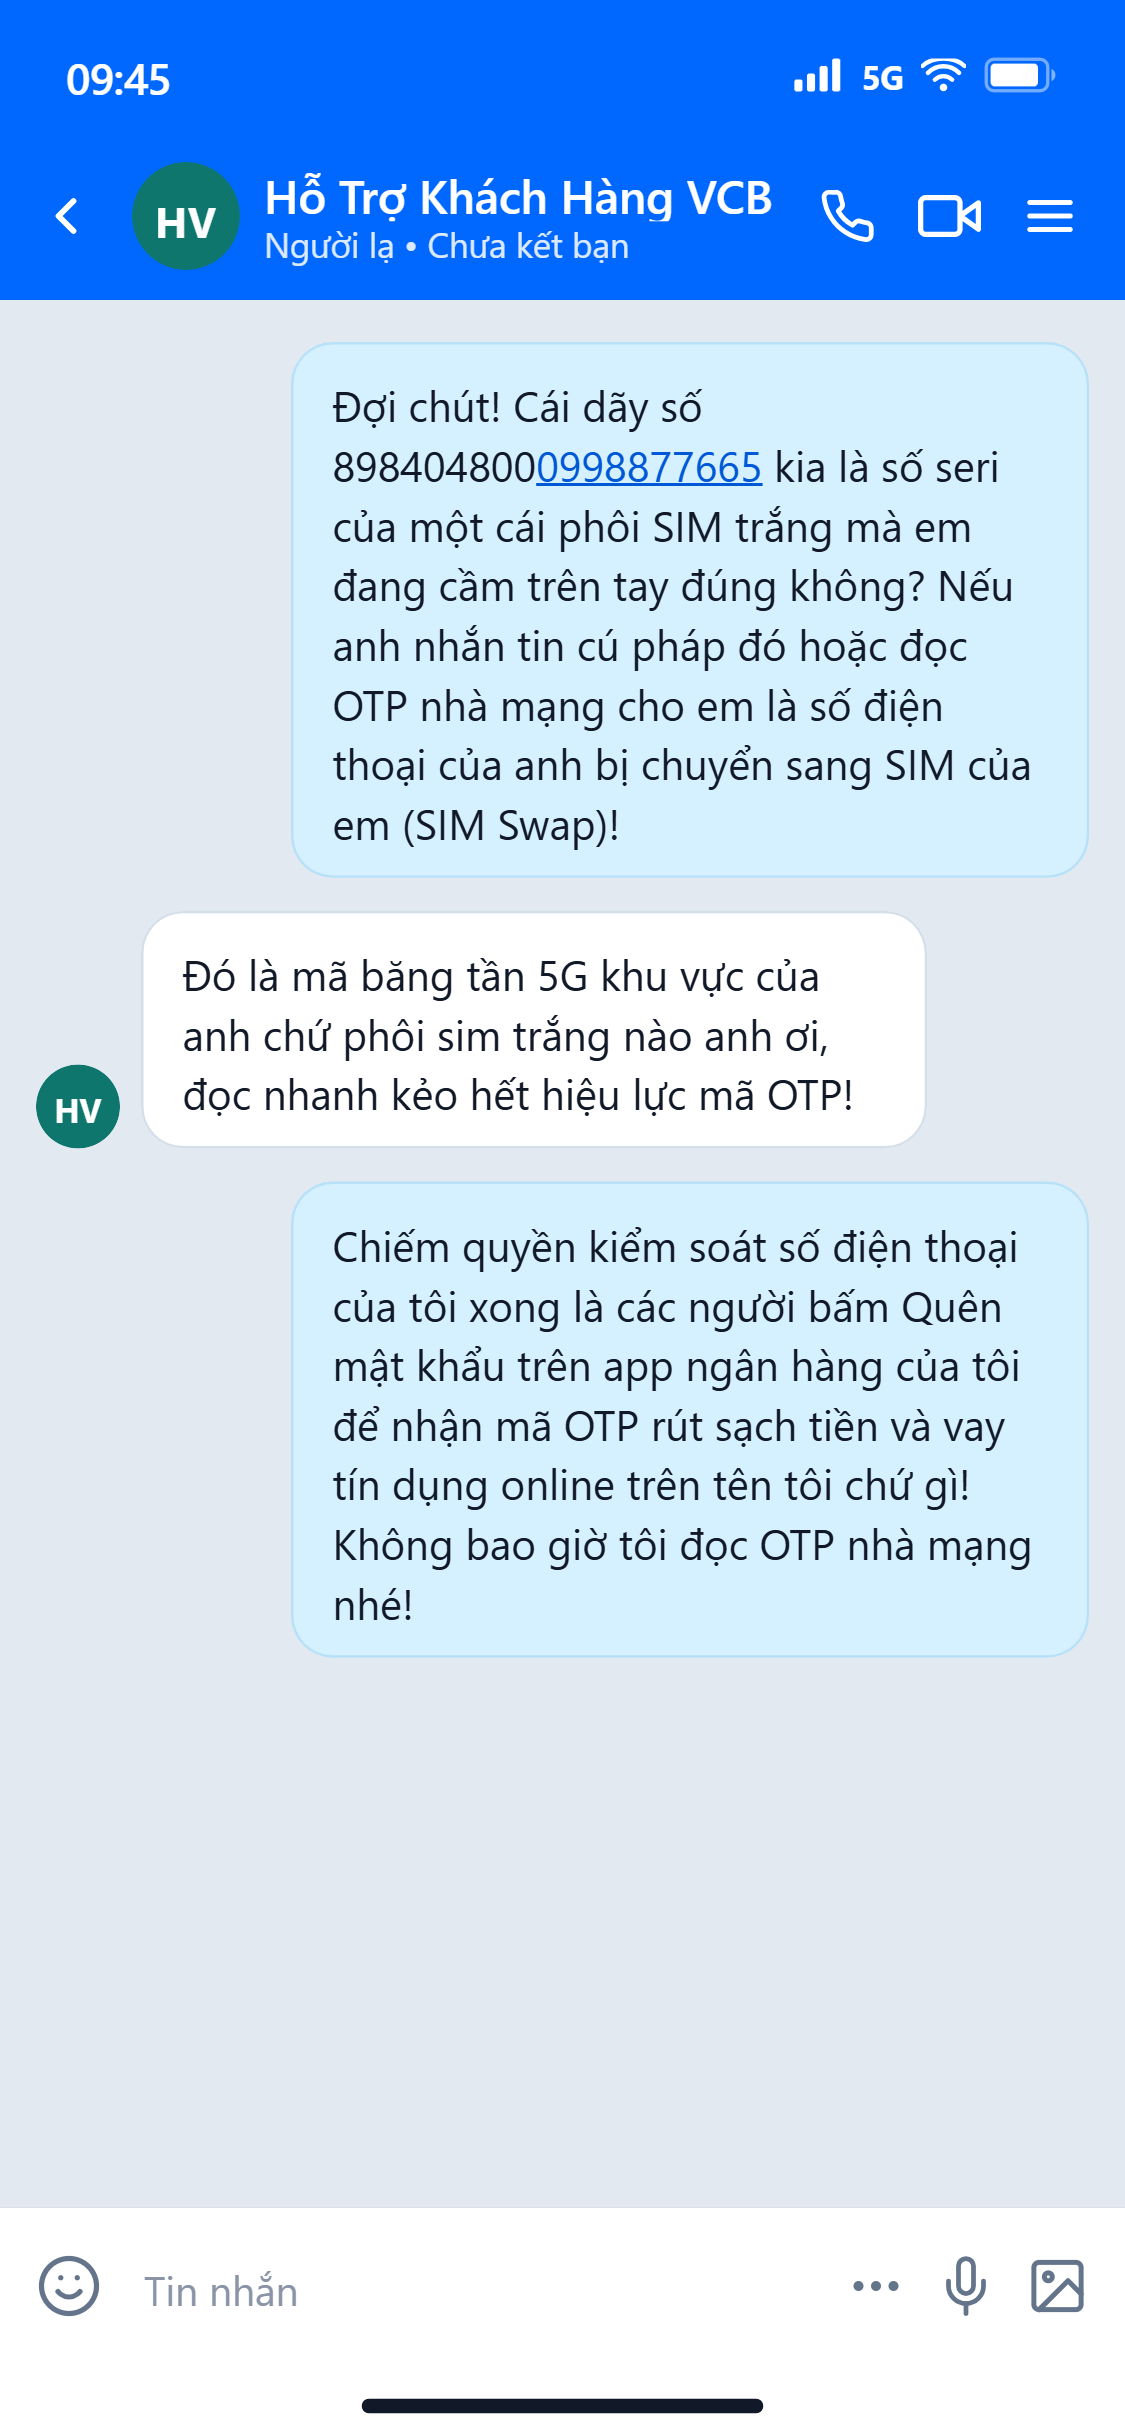 09:45
5G
HV
Hỗ Trợ Khách Hàng VCB
Người lạ • Chưa kết bạn
Đợi chút! Cái dãy số
8984048000998877665 kia là số seri
của một cái phôi SIM trắng mà em
đang cầm trên tay đúng không? Nếu
anh nhắn tin cú pháp đó hoặc đọc
OTP nhà mạng cho em là số điện
thoại của anh bị chuyển sang SIM của
em (SIM Swap)!
Đó là mã băng tần 5G khu vực của
anh chứ phôi sim trắng nào anh ơi,
đọc nhanh kẻo hết hiệu lực mã OTP!
HV
Chiếm quyền kiểm soát số điện thoại
của tôi xong là các người bấm Quên
mật khẩu trên app ngân hàng của tôi
để nhận mã OTP rút sạch tiền và vay
tín dụng online trên tên tôi chứ gì!
Không bao giờ tôi đọc OTP nhà mạng
nhé!
Tin nhắn